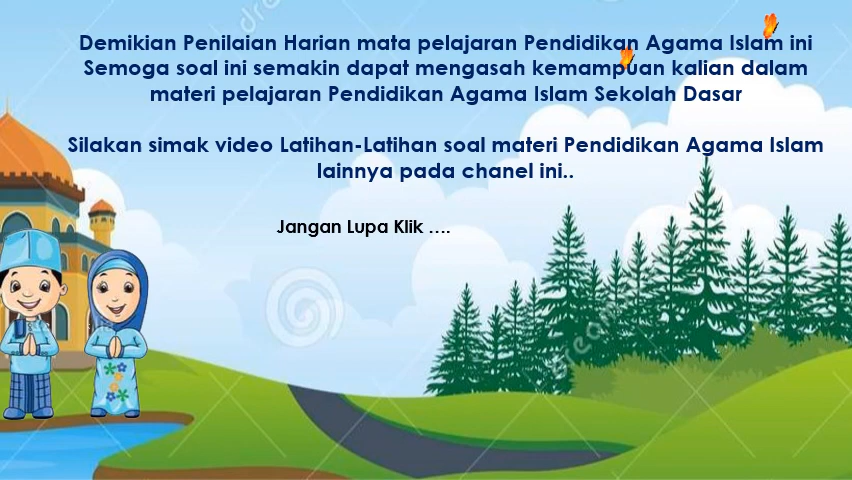 Demikian Penilaian Harian mata pelajaran Pendidikan Agama Islam ini
Semoga soal ini semakin dapat mengasah kemampuan kalian dalam
materi pelajaran Pendidikan Agama Islam Sekolah Dasar
Silakan simak video Latihan-Latihan soal materi Pendidikan Agama Islam
lainnya pada chanel ini..
Jangan Lupa Klik ....